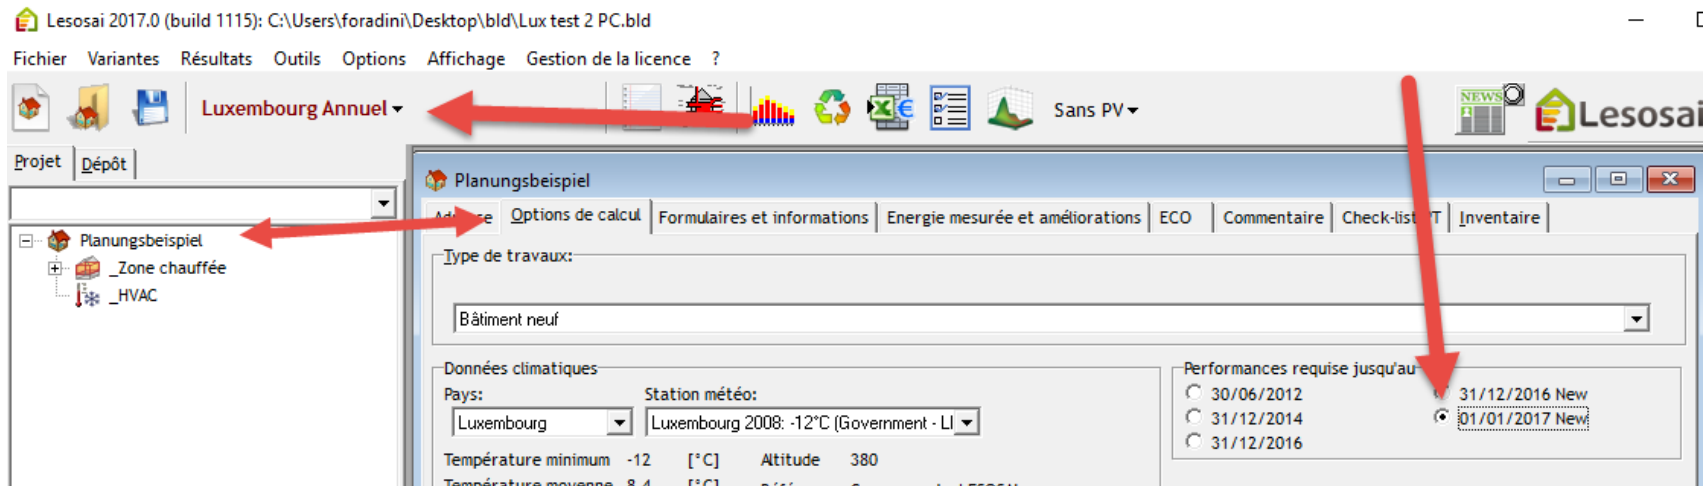 Lesosai 2017.0 (build 1115): C:\Users\foradini\Desktop\bld\Lux test 2 PC.bld
Fichier Variantes Résultats Outils Options Affichage Gestion de la licence ?
Luxembourg Annuel
Sans PV
NEWS
Lesosai
Projet Dépôt
Planungsbeispiel
Options de calcul Formulaires et informations Energie mesurée et améliorations ECO Commentaire Inventaire
Planungsbeispiel
_Zone chauffée
_HVAC
Type de travaux:
Bâtiment neuf
Données climatiques
Pays: Station météo:
Luxembourg Luxembourg 2008: -12°C (Government - LI
Température minimum -12 [°C] Altitude 380
Température moyenne 8.4 [°C]
Performances requise jusqu'au
30/06/2012 31/12/2016 New
31/12/2014 01/01/2017 New
31/12/2016